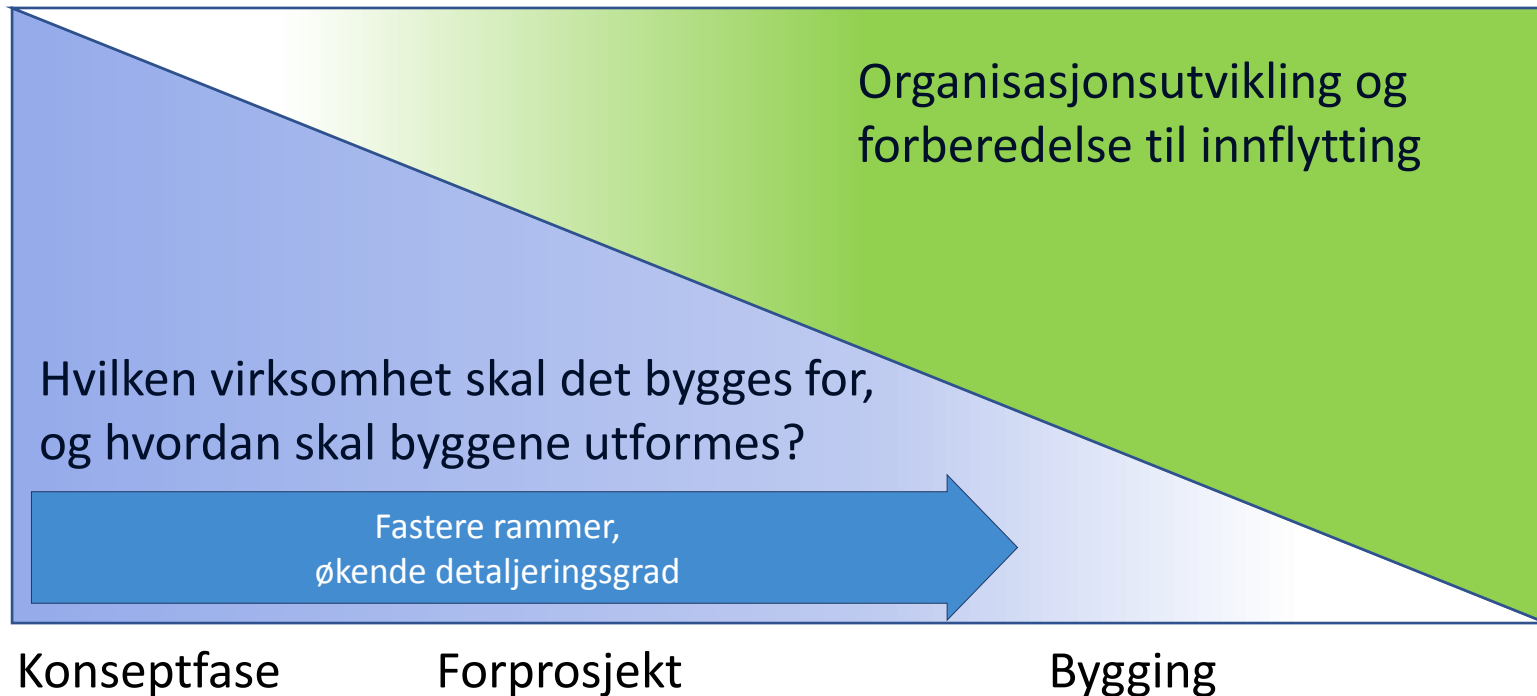 Organisasjonsutvikling og
forberedelse til innflytting
Hvilken virksomhet skal det bygges for,
og hvordan skal byggene utformes?
Fastere rammer,
økende detaljeringsgrad
Konseptfase
Forprosjekt
Bygging